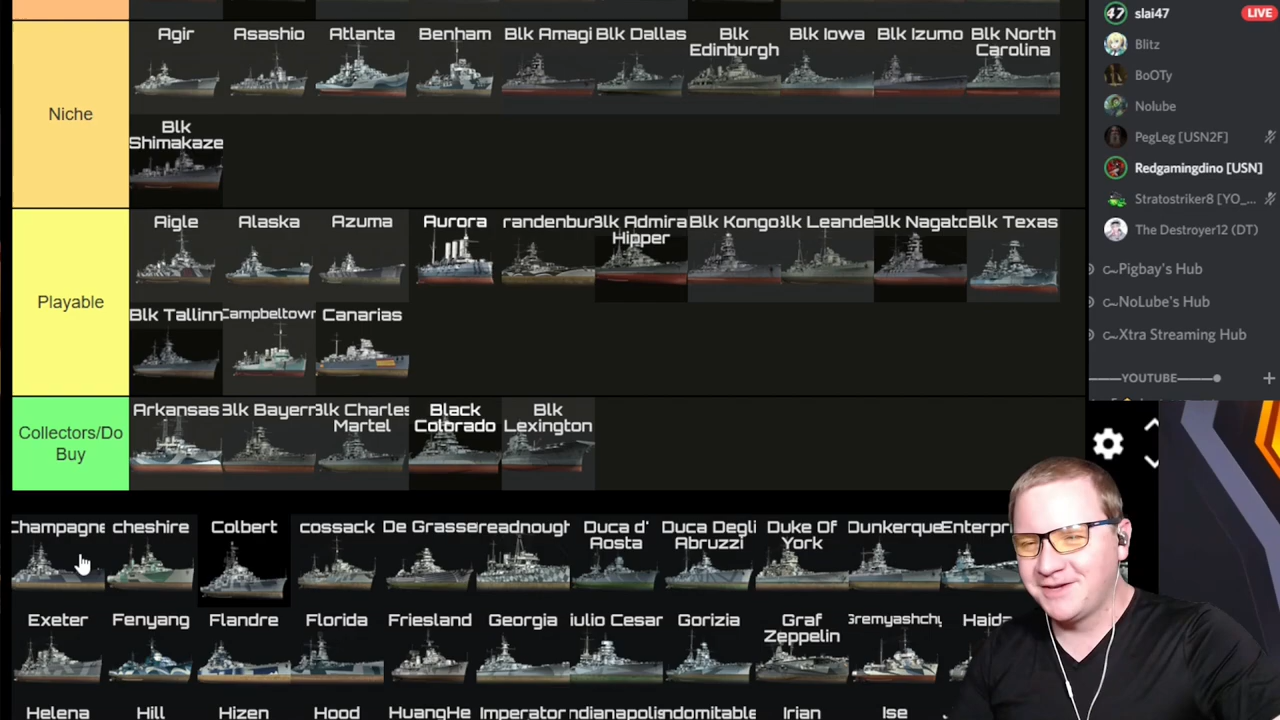 Niche
Agir Asashio Atlanta Benham Blk Amagi Blk Dallas Blk Edinburgh Blk Iowa Blk Izumo Blk North Carolina
Blk Shimakaze
Playable
Aigle Alaska Azuma Aurora randenbur Blk Admira Hipper Blk Kongo Blk Leande Blk Nagato Blk Texas
Blk Tallinn Campbeltown Canarias
Collectors/Do Buy
Arkansas Blk Bayern Blk Charles Martel Black Colorado Blk Lexington
Champagne cheshire Colbert cossack De Grasse readnough Duca d' Aosta Duca Degli Abruzzi Duke Of York Dunkerque Enterpr
Exeter Fenyang Flandre Florida Friesland Georgia iulio Cesar Gorizia Graf Zeppelin Gremyashchy Haida
Helena Hill Hizen Hood HuangHe Imperator ndianapolis ndomitable Irian Ise
47 slai47 LIVE
Blitz
BoOTy
Nolube
PegLeg [USN2F]
Redgamingdino [USN]
Stratostriker8 [YO_...
The Destroyer12 (DT)
Pigbay's Hub
NoLube's Hub
Xtra Streaming Hub
YOUTUBE